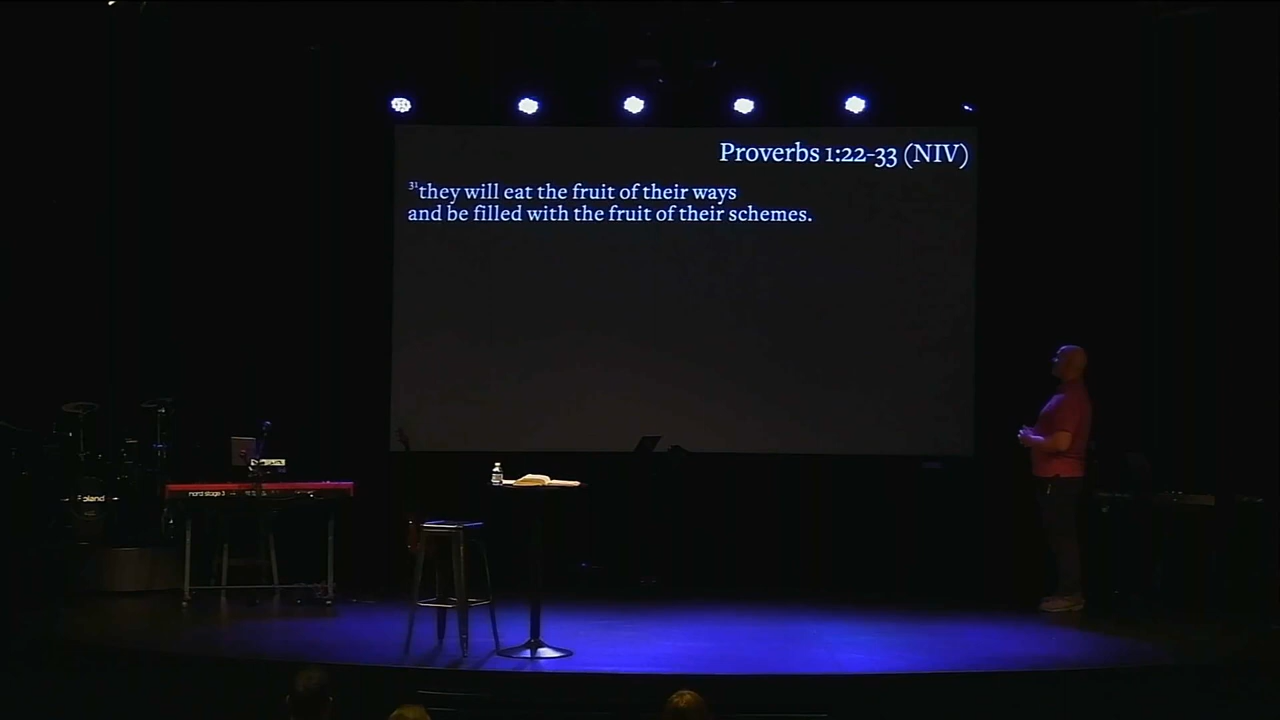 Proverbs 1:22-33 (NIV)
31they will eat the fruit of their ways
and be filled with the fruit of their schemes.
nord stage 3
Roland